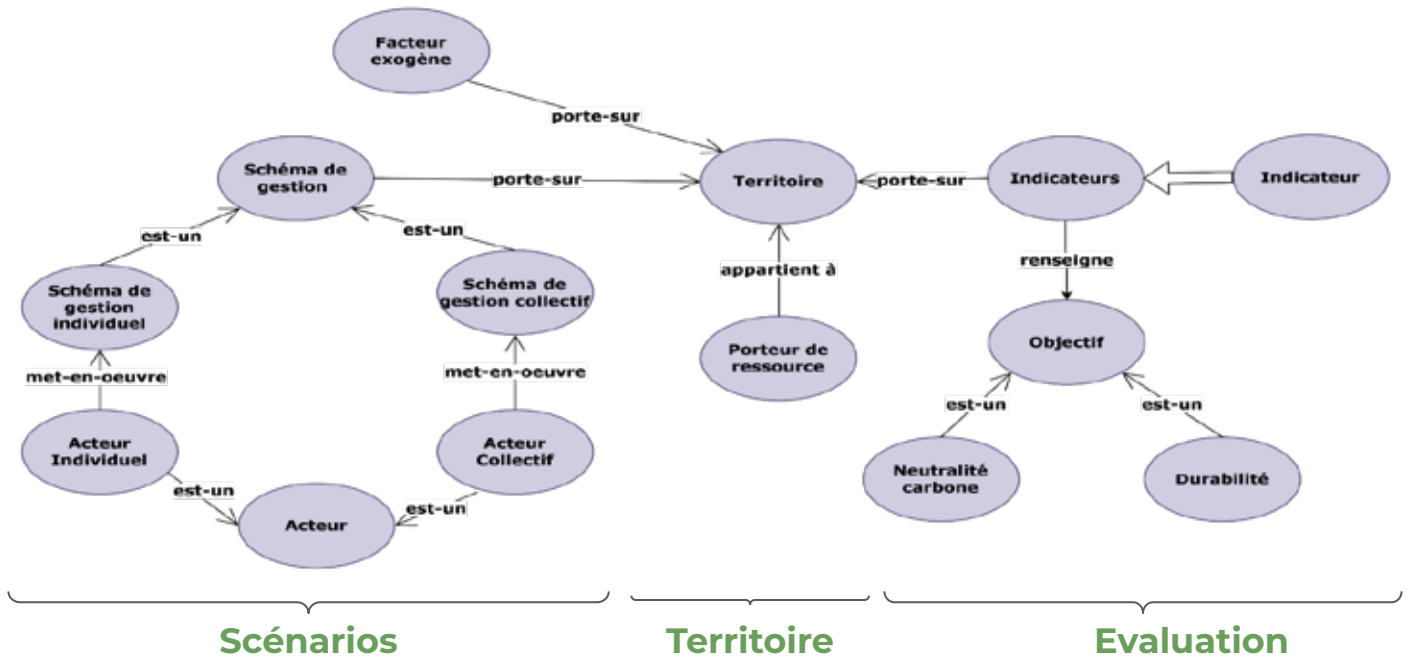 Facteur
exogène
porte-sur
Schéma de
gestion
porte-sur
Territoire
porte-sur
Indicateurs
Indicateur
est-un
est-un
Schéma de
gestion
individuel
Schéma de
gestion collectif
appartient à
renseigne
Porteur de
ressource
Objectif
met-en-oeuvre
met-en-oeuvre
est-un
est-un
Acteur
Individuel
Acteur
Collectif
Neutralité
carbone
Durabilité
est-un
est-un
Acteur
Scénarios
Territoire
Evaluation